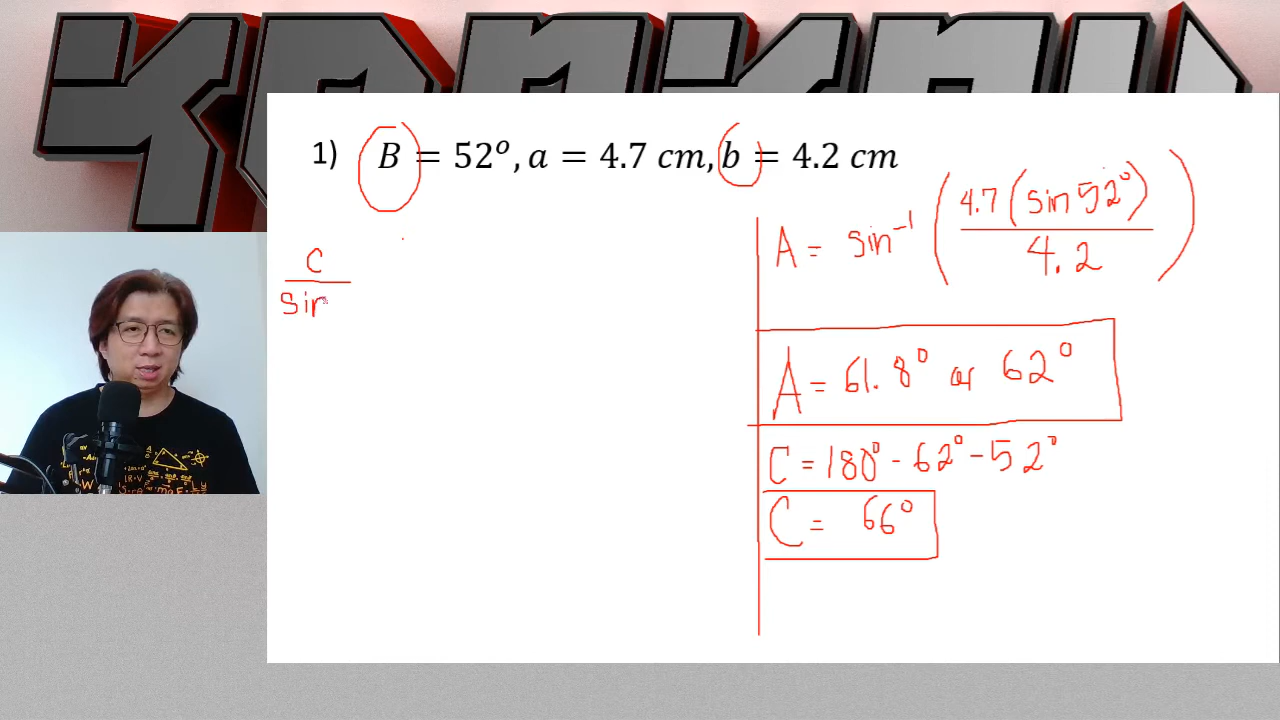 1) B = 52°, a = 4.7 cm, b = 4.2 cm
c
sin
A = sin⁻¹ (4.7 (sin 52°) / 4.2)
A = 61.8° or 62°
C = 180° - 62° - 52°
C = 66°